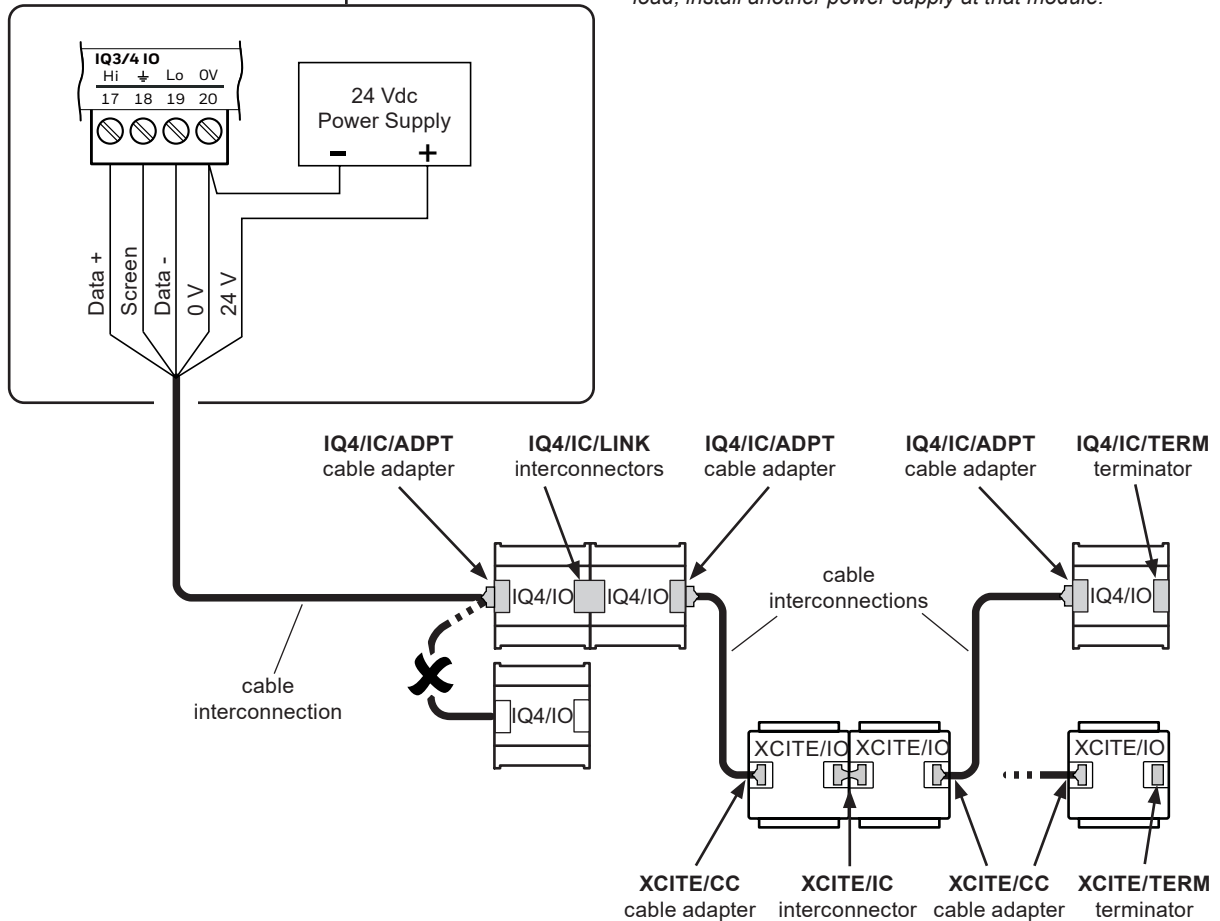 load, install another power supply at that module.
IQ3/4 IO
Hi ⏚ Lo 0V
17 18 19 20
24 Vdc
Power Supply
- +
Data +
Screen
Data -
0 V
24 V
IQ4/IC/ADPT
cable adapter
IQ4/IC/LINK
interconnectors
IQ4/IC/ADPT
cable adapter
IQ4/IC/ADPT
cable adapter
IQ4/IC/TERM
terminator
IQ4/IO
IQ4/IO
cable
interconnections
IQ4/IO
cable
interconnection
IQ4/IO
XCITE/IO
XCITE/IO
XCITE/IO
XCITE/CC
cable adapter
XCITE/IC
interconnector
XCITE/CC
cable adapter
XCITE/TERM
terminator